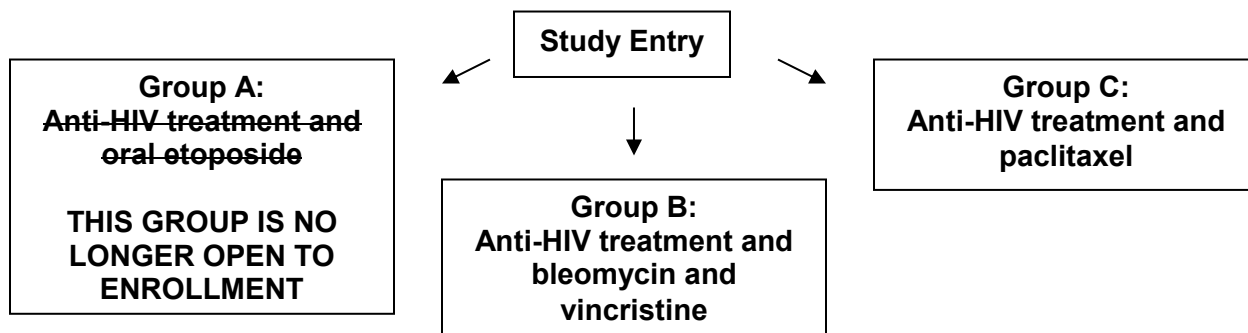 Study Entry
Group A:
Anti-HIV treatment and
oral etoposide
THIS GROUP IS NO
LONGER OPEN TO
ENROLLMENT
Group B:
Anti-HIV treatment and
bleomycin and
vincristine
Group C:
Anti-HIV treatment and
paclitaxel